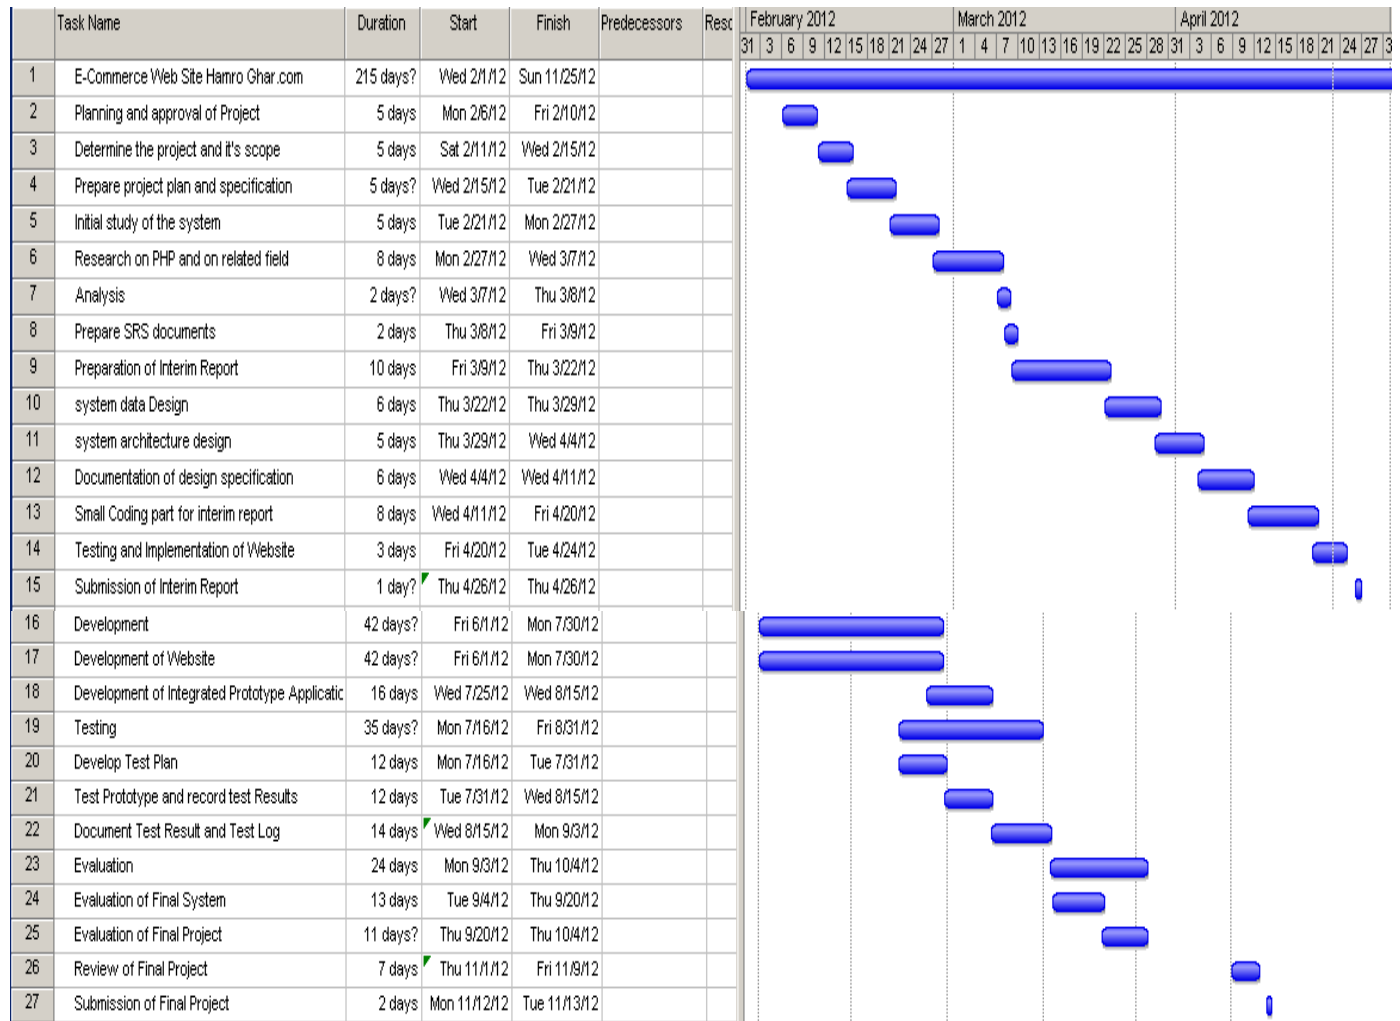 Task Name Duration Start Finish Predecessors Resc February 2012 March 2012 April 2012
31 3 6 9 12 15 18 21 24 27 1 4 7 10 13 16 19 22 25 28 31 3 6 9 12 15 18 21 24 27 3
1 E-Commerce Web Site Hamro Ghar.com 215 days? Wed 2/1/12 Sun 11/25/12
2 Planning and approval of Project 5 days Mon 2/6/12 Fri 2/10/12
3 Determine the project and it's scope 5 days Sat 2/11/12 Wed 2/15/12
4 Prepare project plan and specification 5 days? Wed 2/15/12 Tue 2/21/12
5 Initial study of the system 5 days Tue 2/21/12 Mon 2/27/12
6 Research on PHP and on related field 8 days Mon 2/27/12 Wed 3/7/12
7 Analysis 2 days? Wed 3/7/12 Thu 3/8/12
8 Prepare SRS documents 2 days Thu 3/8/12 Fri 3/9/12
9 Preparation of Interim Report 10 days Fri 3/9/12 Thu 3/22/12
10 system data Design 6 days Thu 3/22/12 Thu 3/29/12
11 system architecture design 5 days Thu 3/29/12 Wed 4/4/12
12 Documentation of design specification 6 days Wed 4/4/12 Wed 4/11/12
13 Small Coding part for interim report 8 days Wed 4/11/12 Fri 4/20/12
14 Testing and Implementation of Website 3 days Fri 4/20/12 Tue 4/24/12
15 Submission of Interim Report 1 day? Thu 4/26/12 Thu 4/26/12
16 Development 42 days? Fri 6/1/12 Mon 7/30/12
17 Development of Website 42 days? Fri 6/1/12 Mon 7/30/12
18 Development of Integrated Prototype Applicatic 16 days Wed 7/25/12 Wed 8/15/12
19 Testing 35 days? Mon 7/16/12 Fri 8/31/12
20 Develop Test Plan 12 days Mon 7/16/12 Tue 7/31/12
21 Test Prototype and record test Results 12 days Tue 7/31/12 Wed 8/15/12
22 Document Test Result and Test Log 14 days Wed 8/15/12 Mon 9/3/12
23 Evaluation 24 days Mon 9/3/12 Thu 10/4/12
24 Evaluation of Final System 13 days Tue 9/4/12 Thu 9/20/12
25 Evaluation of Final Project 11 days? Thu 9/20/12 Thu 10/4/12
26 Review of Final Project 7 days Thu 11/1/12 Fri 11/9/12
27 Submission of Final Project 2 days Mon 11/12/12 Tue 11/13/12